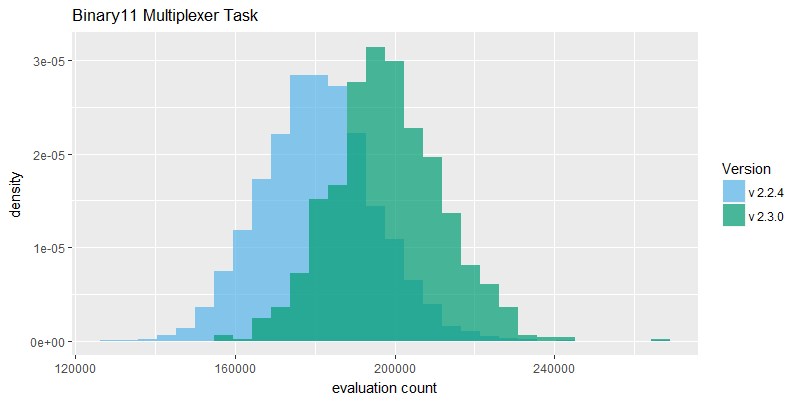 Binary11 Multiplexer Task
3e-05
2e-05
1e-05
0e+00
density
120000
160000
200000
240000
evaluation count
Version
v 2.2.4
v 2.3.0